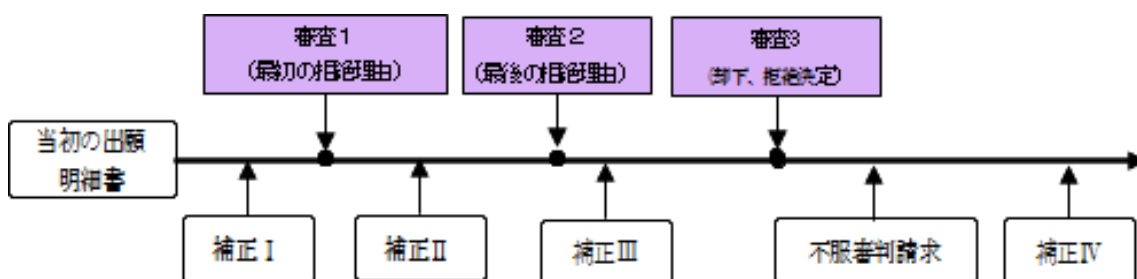 審査1
(最初の拒絶理由)
審査2
(最後の拒絶理由)
審査3
(却下、拒絶決定)
当初の出願
明細書
補正Ⅰ
補正Ⅱ
補正Ⅲ
不服審判請求
補正Ⅳ